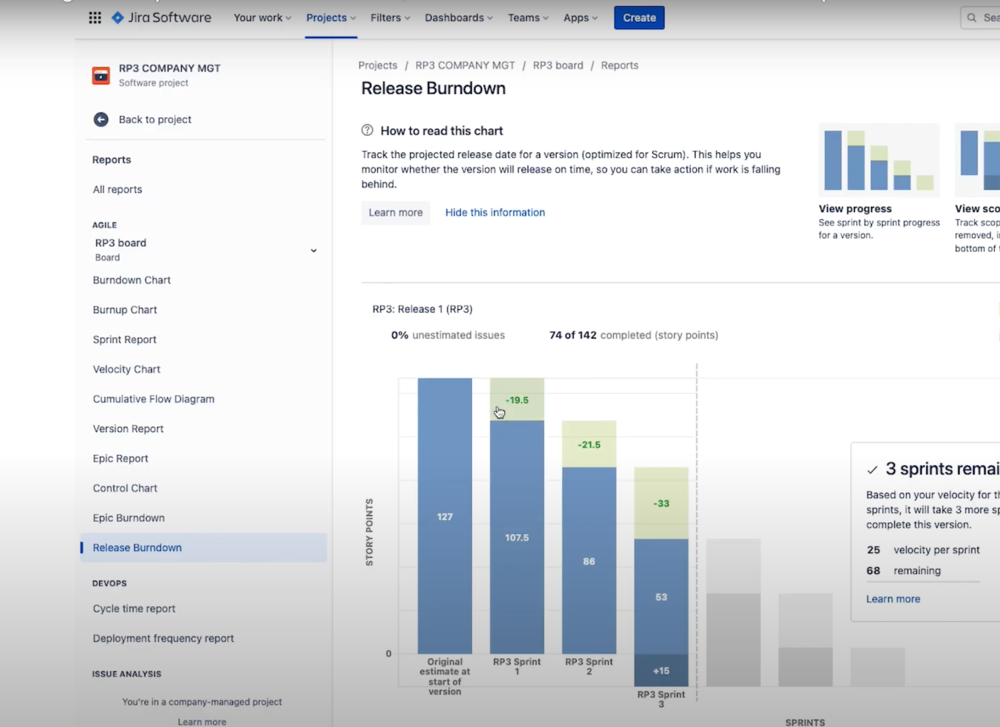 Jira Software
Your work
Projects
Filters
Dashboards
Teams
Apps
Create
RP3 COMPANY MGT
Software project
Back to project
Reports
All reports
AGILE
RP3 board
Board
Burndown Chart
Burnup Chart
Sprint Report
Velocity Chart
Cumulative Flow Diagram
Version Report
Epic Report
Control Chart
Epic Burndown
Release Burndown
DEVOPS
Cycle time report
Deployment frequency report
ISSUE ANALYSIS
You're in a company-managed project
Learn more
Projects / RP3 COMPANY MGT / RP3 board / Reports
Release Burndown
How to read this chart
Track the projected release date for a version (optimized for Scrum). This helps you
monitor whether the version will release on time, so you can take action if work is falling
behind.
Learn more
Hide this information
View progress
See sprint by sprint progress
for a version.
View
Track
bottom of
RP3: Release 1 (RP3)
0% unestimated issues
74 of 142 completed (story points)
STORY POINTS
0
127
-19.5
107.5
-21.5
86
-33
53
+15
Original
estimate at
start of
version
RP3 Sprint
1
RP3 Sprint
2
RP3 Sprint
3
SPRINTS
3 sprints
Based on your velocity for
sprints, it will take 3 more
complete this version.
25 velocity per sprint
68 remaining
Learn more